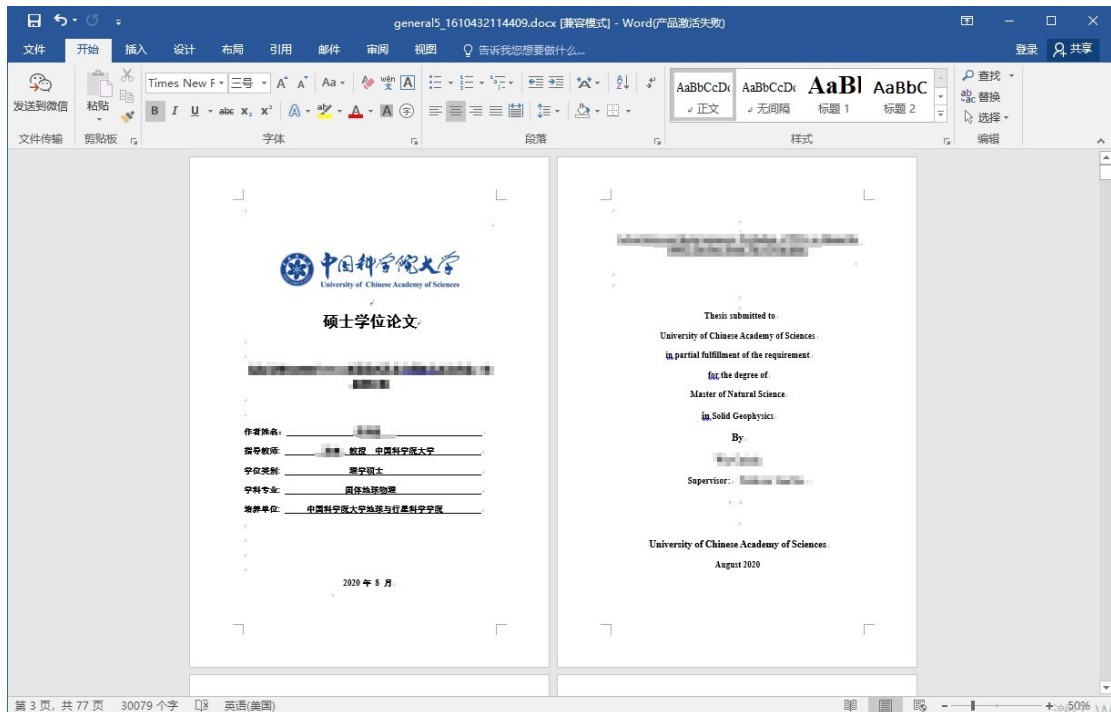 general5_1610432114409.docx [兼容模式] - Word(产品激活失败)
文件 开始 插入 设计 布局 引用 邮件 审阅 视图 告诉我您想要做什么... 登录 共享
发送到微信
文件传输
粘贴
剪贴板
Times New F 三号 A A Aa wén 文 A
B I U abc x₂ x² A aby A A 字
字体
段落
AaBbCcDc AaBbCcDc AaBl AaBbC
正文 无间隔 标题 1 标题 2
样式
查找
替换
选择
编辑
中国科学院大学
University of Chinese Academy of Sciences
硕士学位论文
作者姓名:
指导教师: 教授 中国科学院大学
学位类别: 理学硕士
学科专业: 固体地球物理
培养单位: 中国科学院大学地球与行星科学学院
2020 年 8 月
Thesis submitted to
University of Chinese Academy of Sciences
in partial fulfillment of the requirement
for the degree of
Master of Natural Science
in Solid Geophysics
By
Supervisor:
University of Chinese Academy of Sciences
August 2020
第 3 页, 共 77 页 30079 个字 英语(美国) 50%